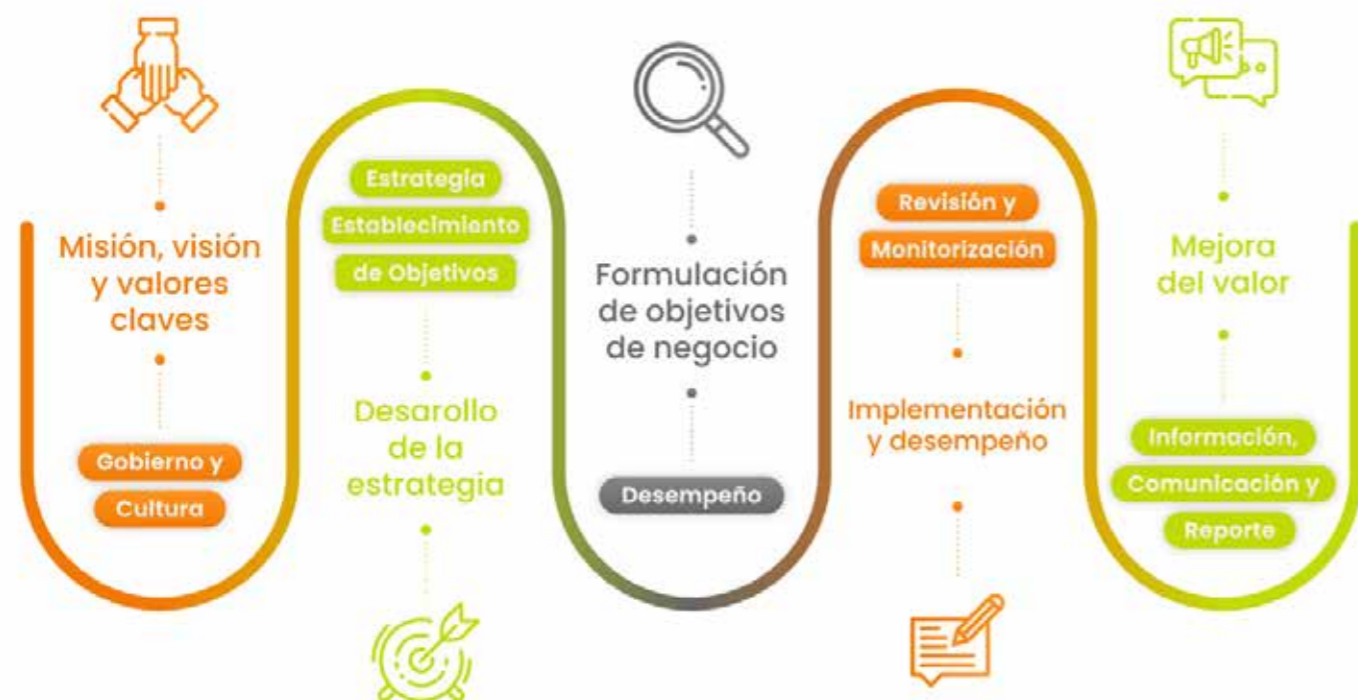 Misión, visión
y valores
claves
Gobierno y
Cultura
Estrategia
Establecimiento
de Objetivos
Desarollo
de la
estrategia
Formulación
de objetivos
de negocio
Desempeño
Revisión y
Monitorización
Implementación
y desempeño
Mejora
del valor
Información,
Comunicación y
Reporte